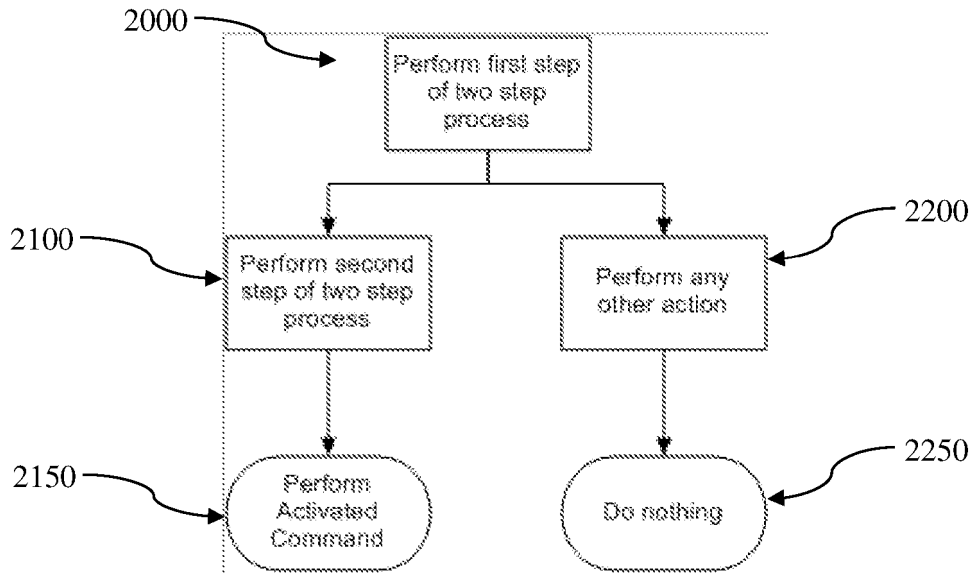 2000
Perform first step
of two step
process
2100
Perform second
step of two step
process
2200
Perform any
other action
2150
Perform
Activated
Command
2250
Do nothing